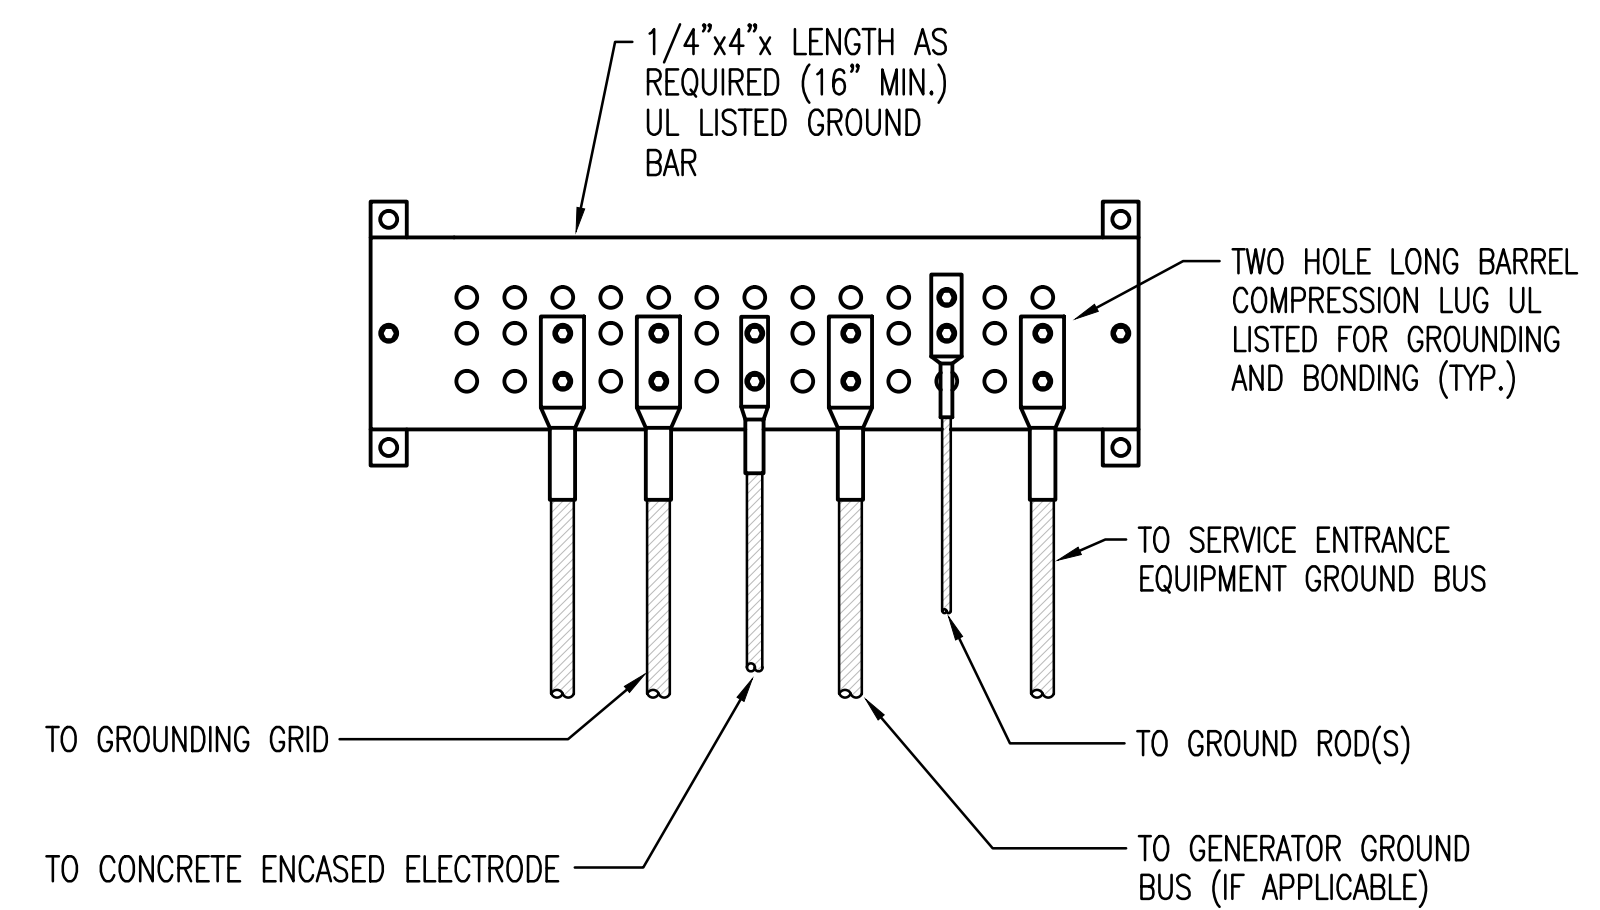 1/4"x4"x LENGTH AS
REQUIRED (16" MIN.)
UL LISTED GROUND
BAR
TWO HOLE LONG BARREL
COMPRESSION LUG UL
LISTED FOR GROUNDING
AND BONDING (TYP.)
TO SERVICE ENTRANCE
EQUIPMENT GROUND BUS
TO GROUNDING GRID
TO GROUND ROD(S)
TO CONCRETE ENCASED ELECTRODE
TO GENERATOR GROUND
BUS (IF APPLICABLE)